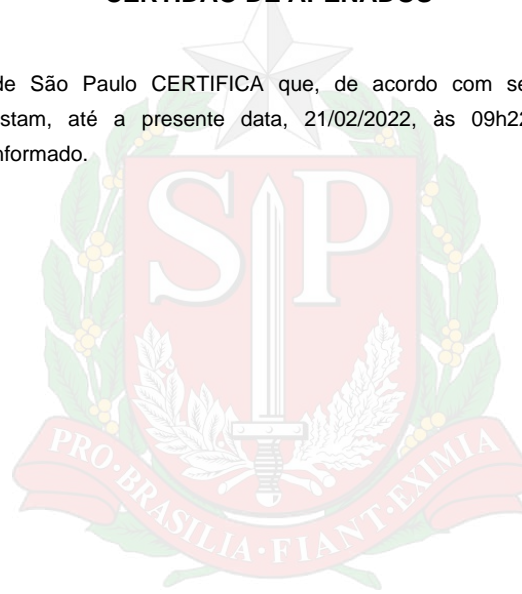 CERTIDÃO DE APENADOS
de São Paulo CERTIFICA que, de acordo com se
stam, até a presente data, 21/02/2022, às 09h22
nformado.
SP
PRO·BRASILIA·FIANT·EXIMIA